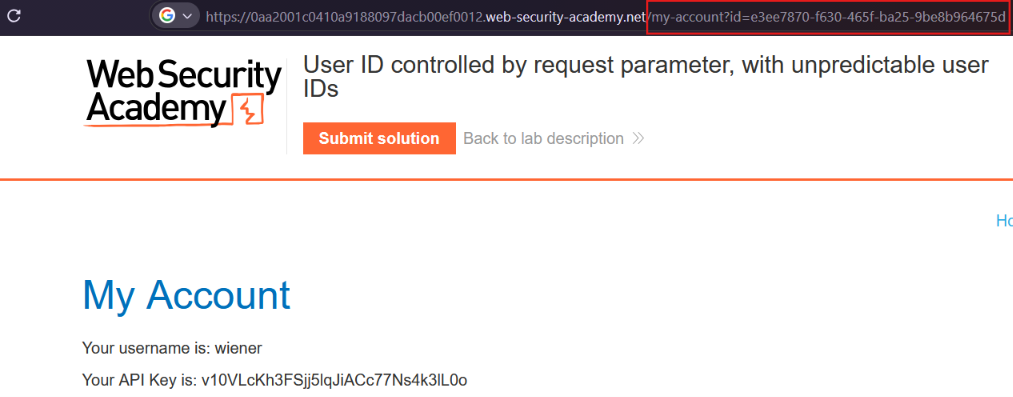 https://0aa2001c0410a9188097dacb00ef0012.web-security-academy.net/my-account?id=e3ee7870-f630-465f-ba25-9be8b964675d
Web Security
Academy
User ID controlled by request parameter, with unpredictable user
IDs
Submit solution
Back to lab description
Ho
My Account
Your username is: wiener
Your API Key is: v10VLcKh3FSjj5lqJiACc77Ns4k3lL0o